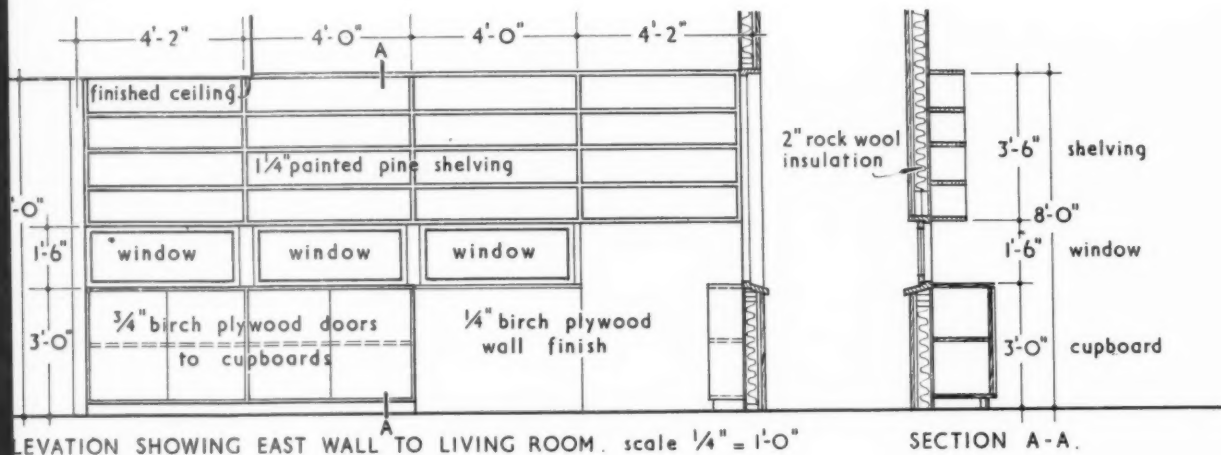 4'-2" 4'-0" 4'-0" 4'-2"
A
finished ceiling
1¼" painted pine shelving
2" rock wool
insulation
3'-6" shelving
'-0"
8'-0"
1'-6" window window window
1'-6" window
¾" birch plywood doors
to cupboards
¼" birch plywood
wall finish
3'-0"
3'-0" cupboard
A
LEVATION SHOWING EAST WALL TO LIVING ROOM. scale ¼" = 1'-0"
SECTION A-A.